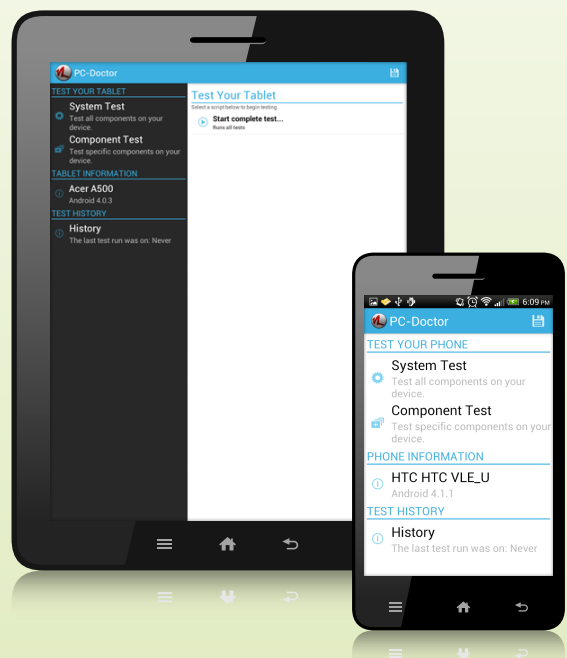 PC-Doctor
TEST YOUR TABLET
System Test
Test all components on your
device.
Component Test
Test specific components on your
device.
TABLET INFORMATION
Acer A500
Android 4.0.3
TEST HISTORY
History
The last test run was on: Never
Test Your Tablet
Select a script below to begin testing.
Start complete test...
Runs all tests
6:09 PM
PC-Doctor
TEST YOUR PHONE
System Test
Test all components on your
device.
Component Test
Test specific components on your
device.
PHONE INFORMATION
HTC HTC VLE_U
Android 4.1.1
TEST HISTORY
History
The last test run was on: Never